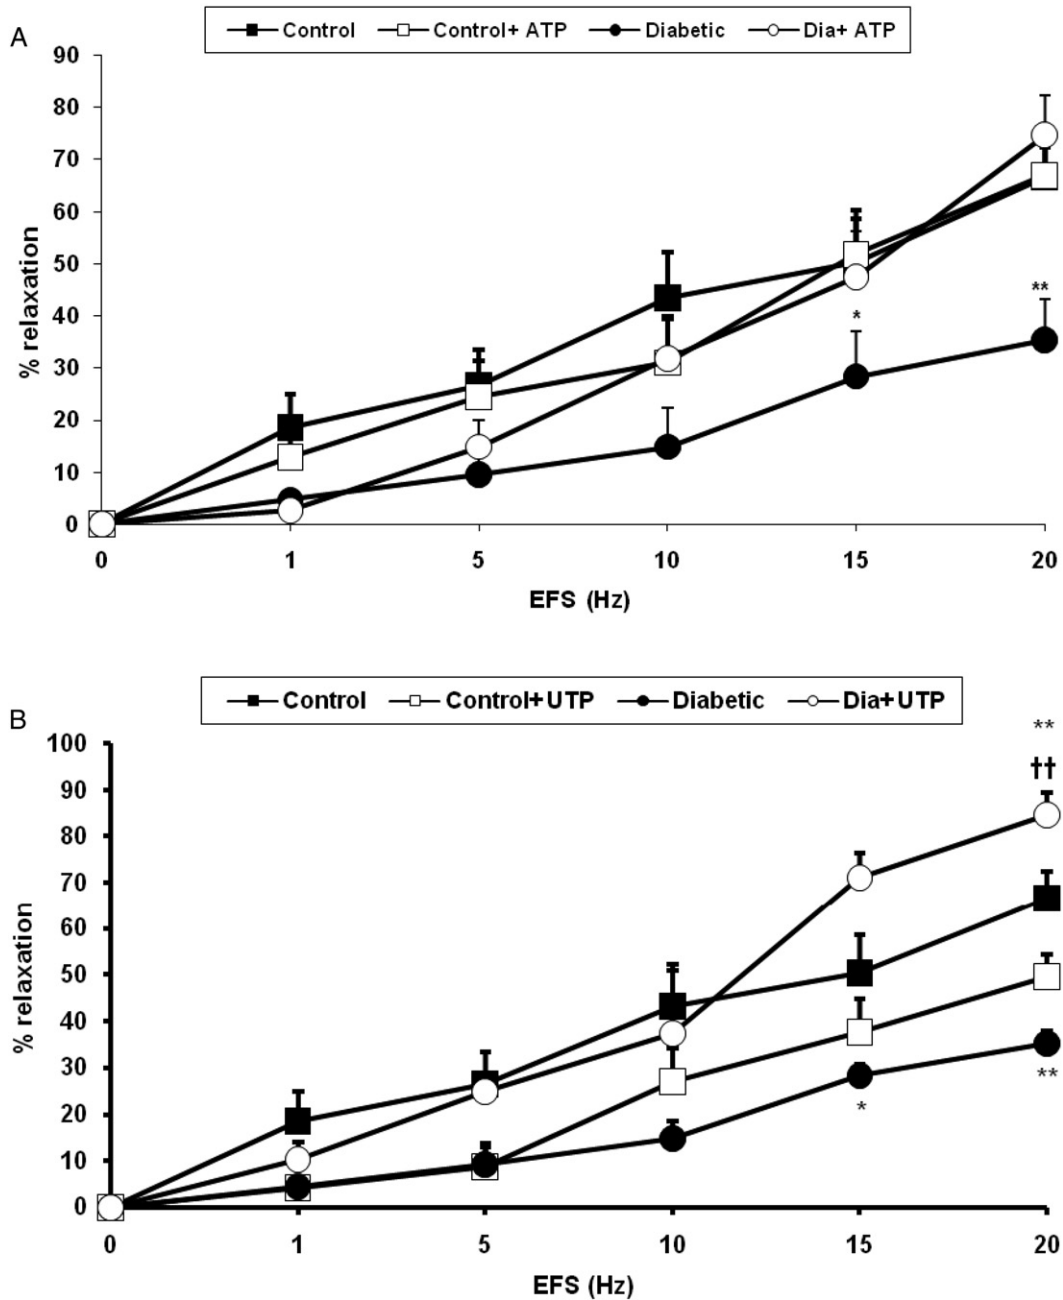 A
Control Control+ ATP Diabetic Dia+ ATP
90
80
70
60
50
40
30
20
10
0
% relaxation
*
**
0 1 5 10 15 20
EFS (Hz)
B
Control Control+UTP Diabetic Dia+UTP
100
90
80
70
60
50
40
30
20
10
0
% relaxation
**
††
*
**
0 1 5 10 15 20
EFS (Hz)